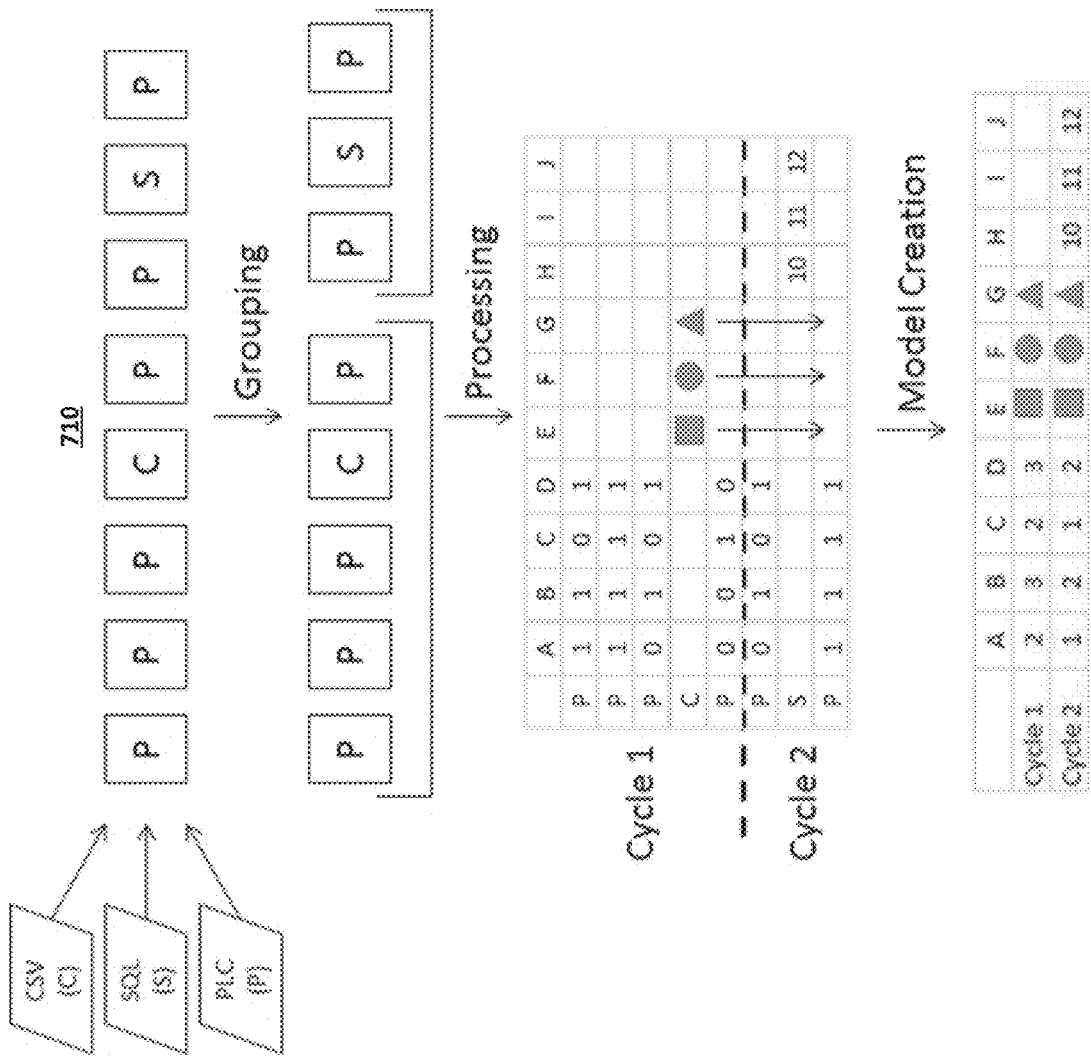 710
CSV
(C)
SQL
(S)
PLC
(P)
P P P C P P S P
Grouping
P P P C P P S P
Processing
A B C D E F G H I J
P 1 1 0 1
P 1 1 1 1
P 0 1 0 1
C
P 0 0 1 0
P 0 1 0 1
S 10 11 12
P 1 1 1 1
Cycle 1
Cycle 2
Model Creation
A B C D E F G H I J
Cycle 1 2 3 2 3
Cycle 2 1 2 1 2 10 11 12